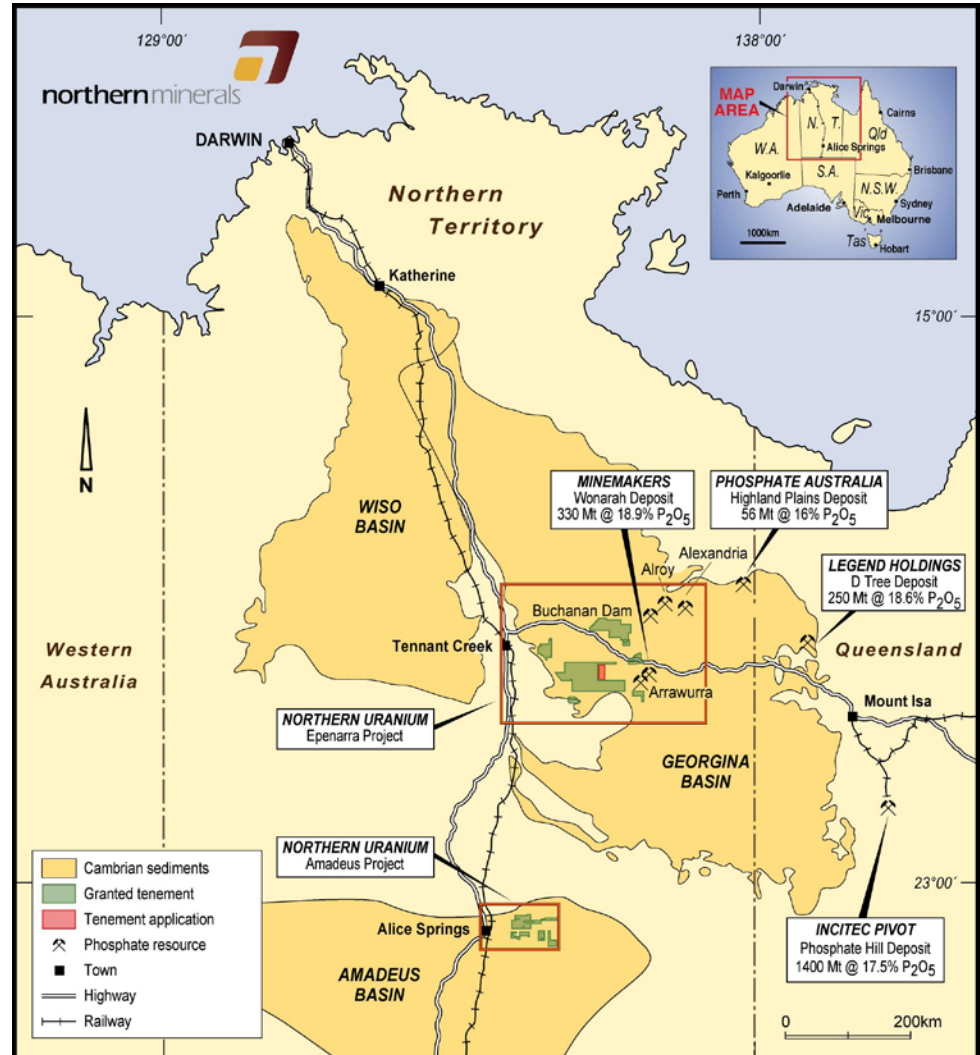 129°00´
138°00´
northernminerals
DARWIN
Northern
Territory
Katherine
MAP
AREA
Darwin
N. T.
Cairns
Qld
W.A.
Alice Springs
S.A.
Brisbane
Kalgoorlie
N.S.W.
Perth
Adelaide
Sydney
Vic
Melbourne
Tas
Hobart
1000km
15°00´
N
WISO
BASIN
MINEMAKERS
Wonarah Deposit
330 Mt @ 18.9% P₂O₅
PHOSPHATE AUSTRALIA
Highland Plains Deposit
56 Mt @ 16% P₂O₅
Alexandria
Alroy
LEGEND HOLDINGS
D Tree Deposit
250 Mt @ 18.6% P₂O₅
Buchanan Dam
Tennant Creek
Western
Australia
Queensland
Arrawurra
Mount Isa
NORTHERN URANIUM
Epenarra Project
GEORGINA
BASIN
NORTHERN URANIUM
Amadeus Project
23°00´
Cambrian sediments
Granted tenement
Tenement application
Phosphate resource
Town
Highway
Railway
Alice Springs
AMADEUS
BASIN
INCITEC PIVOT
Phosphate Hill Deposit
1400 Mt @ 17.5% P₂O₅
0 200km